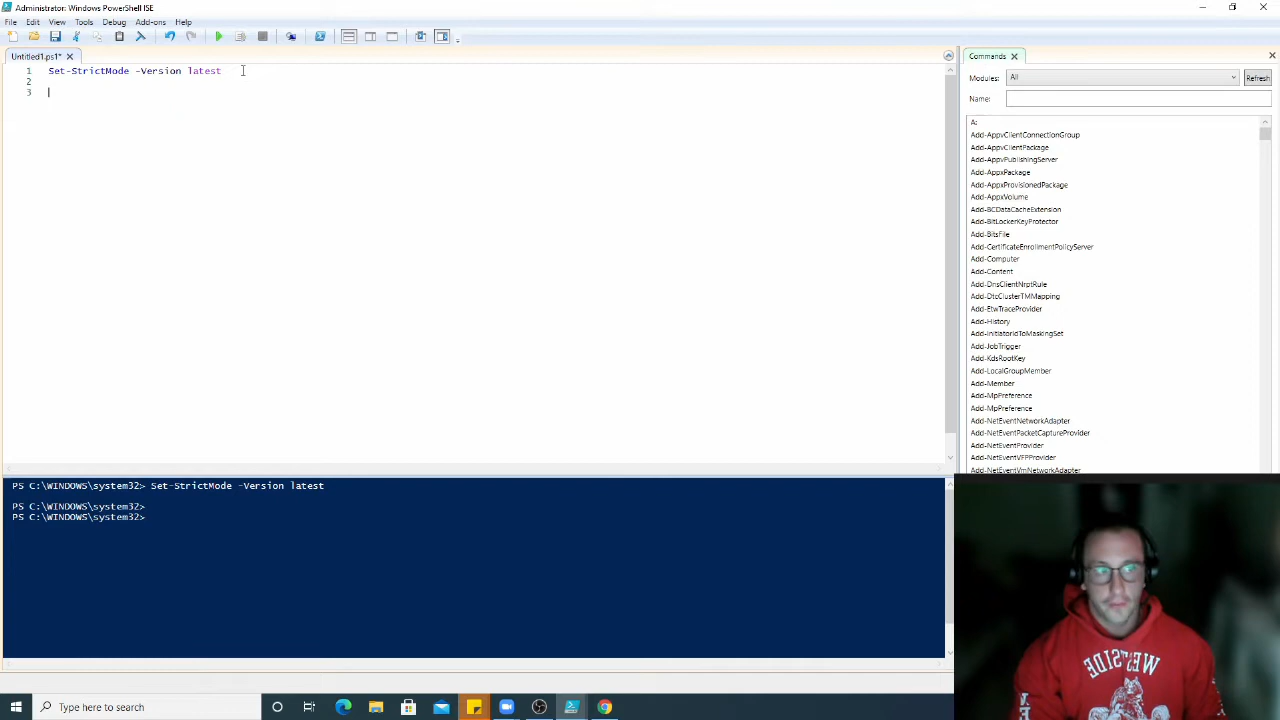 Administrator: Windows PowerShell ISE
File Edit View Tools Debug Add-ons Help
Untitled1.ps1*
1 Set-StrictMode -Version latest
2
3
Commands
Modules: All Refresh
Name:
A:
Add-AppvClientConnectionGroup
Add-AppvClientPackage
Add-AppvPublishingServer
Add-AppxPackage
Add-AppxProvisionedPackage
Add-AppxVolume
Add-BCDataCacheExtension
Add-BitLockerKeyProtector
Add-BitsFile
Add-CertificateEnrollmentPolicyServer
Add-Computer
Add-Content
Add-DnsClientNrptRule
Add-DtcClusterTMMapping
Add-EtwTraceProvider
Add-History
Add-InitiatorIdToMaskingSet
Add-JobTrigger
Add-KdsRootKey
Add-LocalGroupMember
Add-Member
Add-MpPreference
Add-MpPreference
Add-NetEventNetworkAdapter
Add-NetEventPacketCaptureProvider
Add-NetEventProvider
Add-NetEventVFPProvider
Add-NetEventVmNetworkAdapter
PS C:\WINDOWS\system32> Set-StrictMode -Version latest
PS C:\WINDOWS\system32>
PS C:\WINDOWS\system32>
WESTSIDE
Type here to search